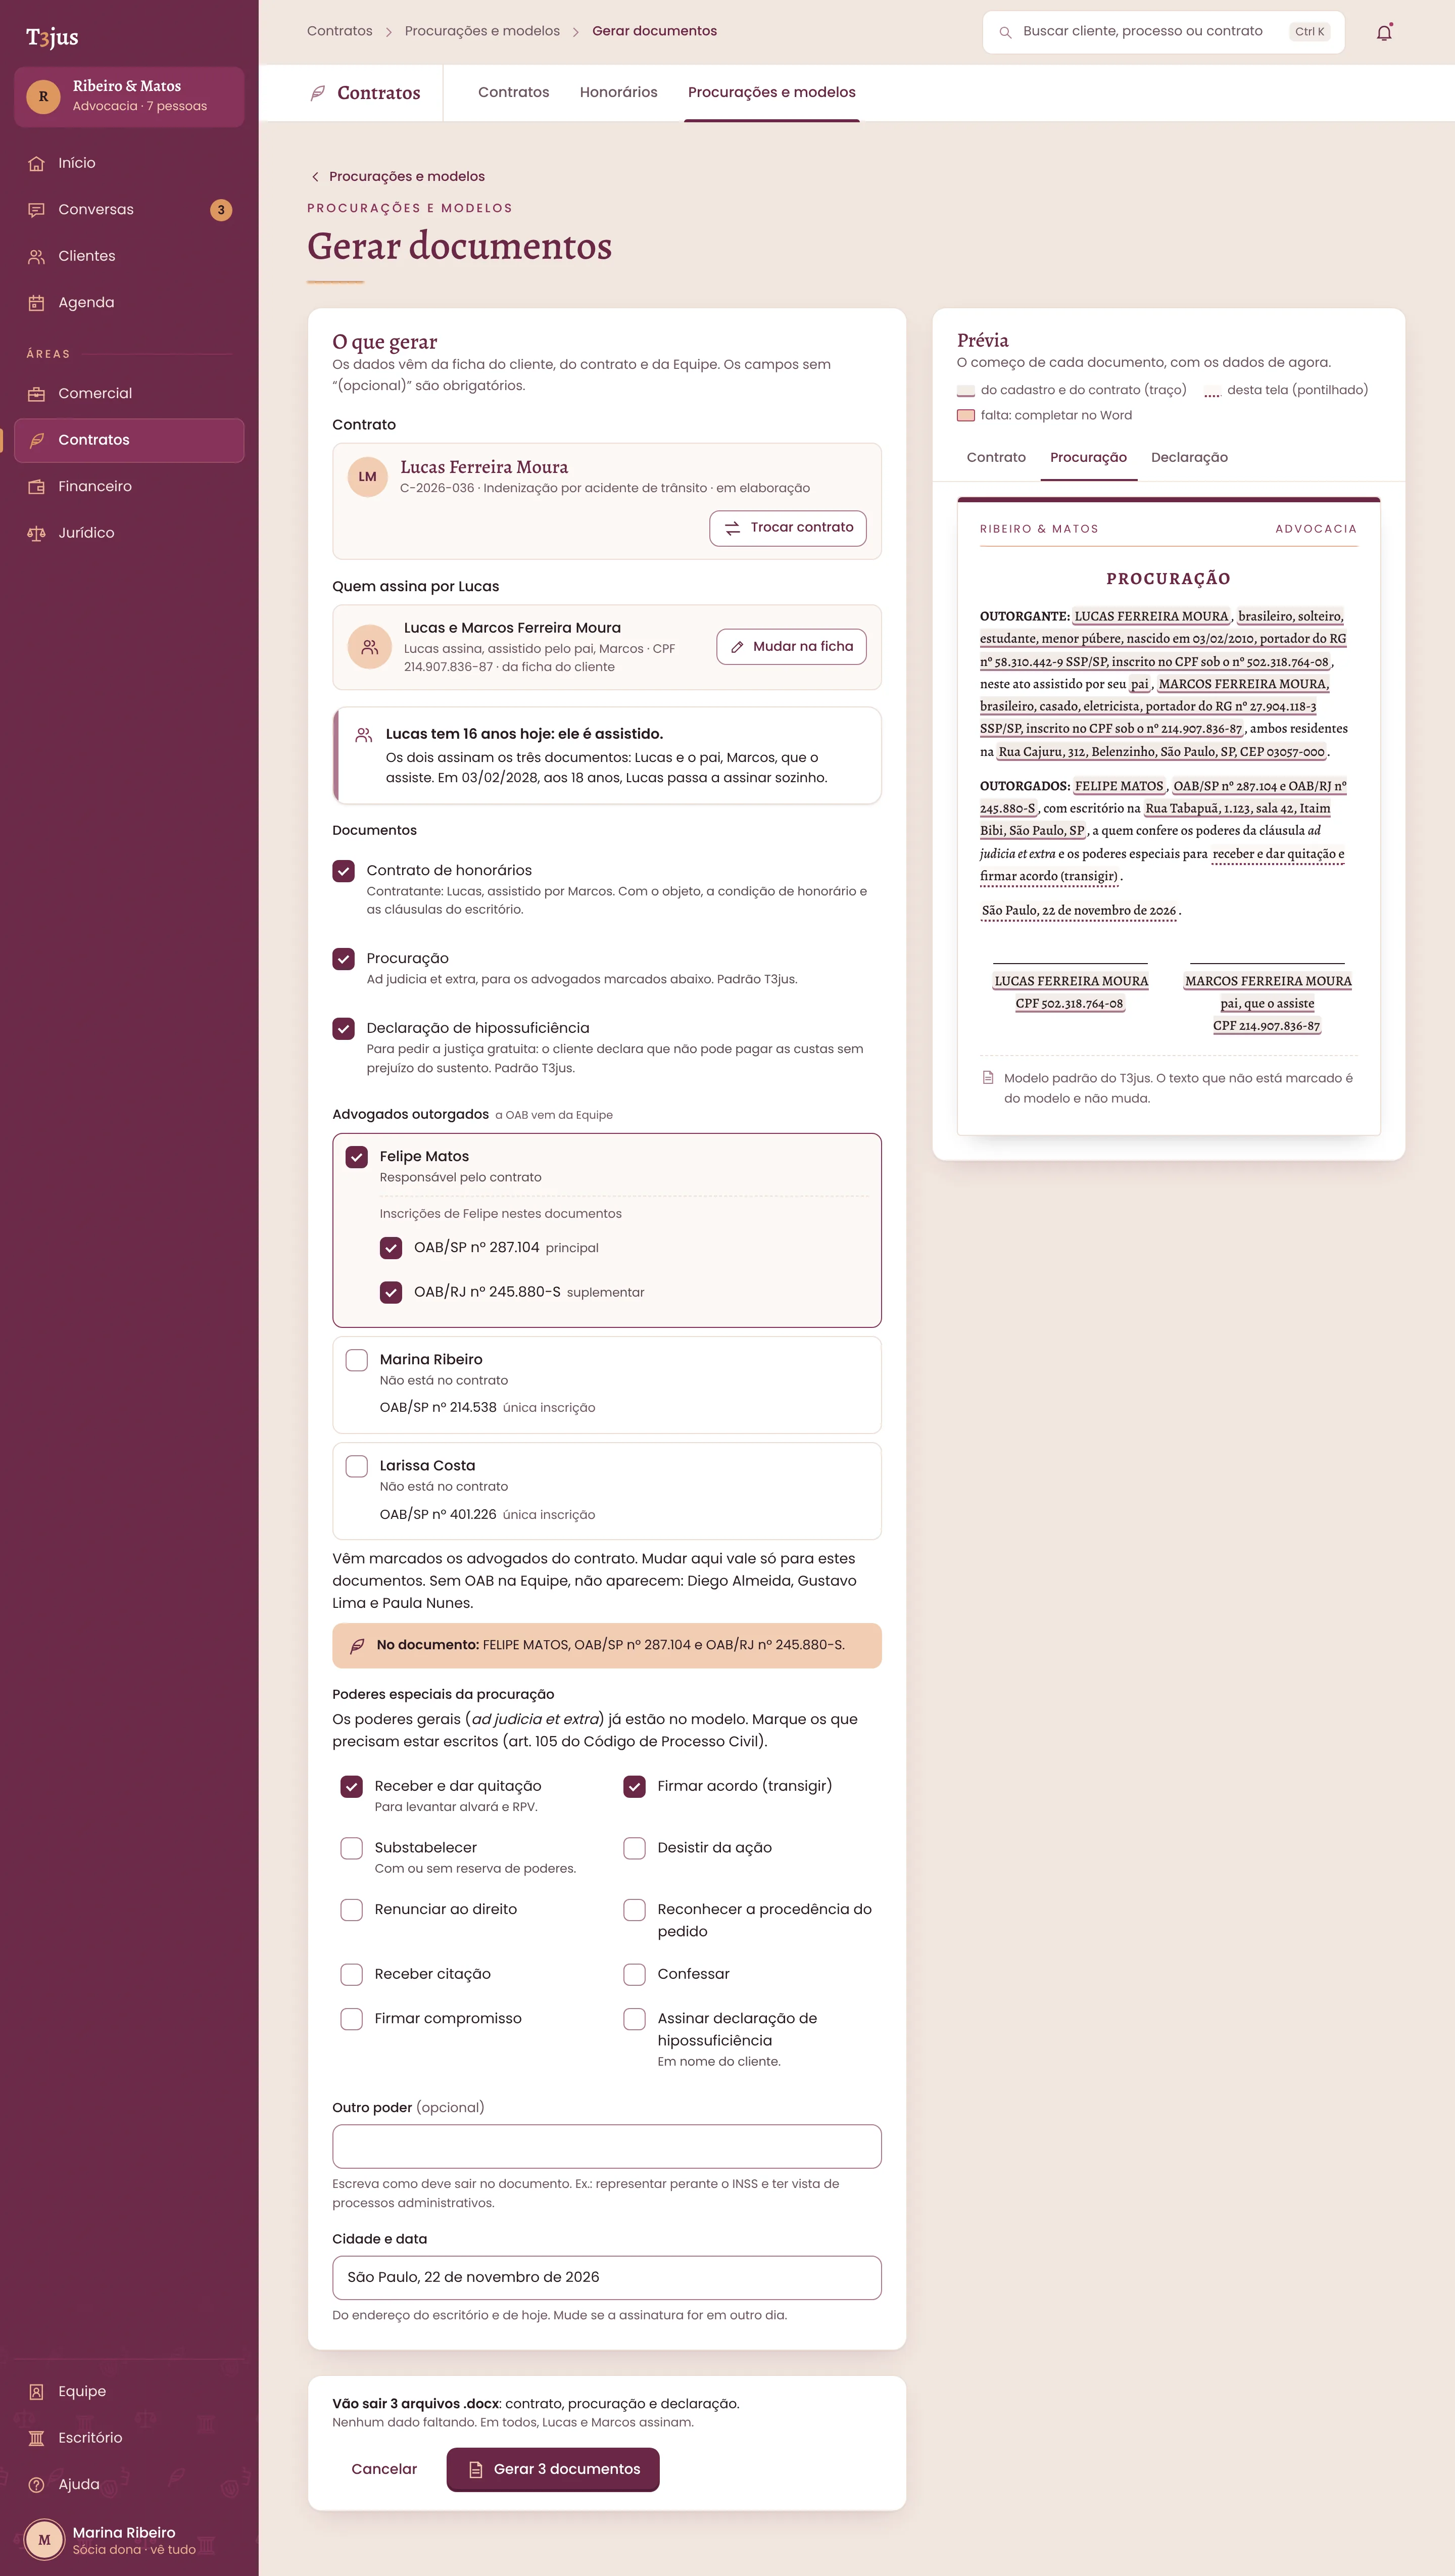 T3jus
R
Ribeiro & Matos
Advocacia · 7 pessoas
Início
Conversas
3
Clientes
Agenda
ÁREAS
Comercial
Contratos
Financeiro
Jurídico
Equipe
Escritório
Ajuda
M
Marina Ribeiro
Sócia dona · vê tudo
Contratos
Procurações e modelos
Gerar documentos
Buscar cliente, processo ou contrato
Ctrl K
Contratos
Contratos
Honorários
Procurações e modelos
Procurações e modelos
PROCURAÇÕES E MODELOS
Gerar documentos
O que gerar
Os dados vêm da ficha do cliente, do contrato e da Equipe. Os campos sem
“(opcional)” são obrigatórios.
Contrato
LM
Lucas Ferreira Moura
C-2026-036 · Indenização por acidente de trânsito · em elaboração
Trocar contrato
Quem assina por Lucas
Lucas e Marcos Ferreira Moura
Lucas assina, assistido pelo pai, Marcos · CPF
214.907.836-87 · da ficha do cliente
Mudar na ficha
Lucas tem 16 anos hoje: ele é assistido.
Os dois assinam os três documentos: Lucas e o pai, Marcos, que o
assiste. Em 03/02/2028, aos 18 anos, Lucas passa a assinar sozinho.
Documentos
Contrato de honorários
Contratante: Lucas, assistido por Marcos. Com o objeto, a condição de honorário e
as cláusulas do escritório.
Procuração
Ad judicia et extra, para os advogados marcados abaixo. Padrão T3jus.
Declaração de hipossuficiência
Para pedir a justiça gratuita: o cliente declara que não pode pagar as custas sem
prejuízo do sustento. Padrão T3jus.
Advogados outorgados a OAB vem da Equipe
Felipe Matos
Responsável pelo contrato
Inscrições de Felipe nestes documentos
OAB/SP nº 287.104 principal
OAB/RJ nº 245.880-S suplementar
Marina Ribeiro
Não está no contrato
OAB/SP nº 214.538 única inscrição
Larissa Costa
Não está no contrato
OAB/SP nº 401.226 única inscrição
Vêm marcados os advogados do contrato. Mudar aqui vale só para estes
documentos. Sem OAB na Equipe, não aparecem: Diego Almeida, Gustavo
Lima e Paula Nunes.
No documento: FELIPE MATOS, OAB/SP nº 287.104 e OAB/RJ nº 245.880-S.
Poderes especiais da procuração
Os poderes gerais (ad judicia et extra) já estão no modelo. Marque os que
precisam estar escritos (art. 105 do Código de Processo Civil).
Receber e dar quitação
Para levantar alvará e RPV.
Firmar acordo (transigir)
Substabelecer
Com ou sem reserva de poderes.
Desistir da ação
Renunciar ao direito
Reconhecer a procedência do
pedido
Receber citação
Confessar
Firmar compromisso
Assinar declaração de
hipossuficiência
Em nome do cliente.
Outro poder (opcional)
Escreva como deve sair no documento. Ex.: representar perante o INSS e ter vista de
processos administrativos.
Cidade e data
São Paulo, 22 de novembro de 2026
Do endereço do escritório e de hoje. Mude se a assinatura for em outro dia.
Vão sair 3 arquivos .docx: contrato, procuração e declaração.
Nenhum dado faltando. Em todos, Lucas e Marcos assinam.
Cancelar
Gerar 3 documentos
Prévia
O começo de cada documento, com os dados de agora.
do cadastro e do contrato (traço)
desta tela (pontilhado)
falta: completar no Word
Contrato
Procuração
Declaração
RIBEIRO & MATOS
ADVOCACIA
PROCURAÇÃO
OUTORGANTE: LUCAS FERREIRA MOURA, brasileiro, solteiro,
estudante, menor púbere, nascido em 03/02/2010, portador do RG
nº 58.310.442-9 SSP/SP, inscrito no CPF sob o nº 502.318.764-08,
neste ato assistido por seu pai, MARCOS FERREIRA MOURA,
brasileiro, casado, eletricista, portador do RG nº 27.904.118-3
SSP/SP, inscrito no CPF sob o nº 214.907.836-87, ambos residentes
na Rua Cajuru, 312, Belenzinho, São Paulo, SP, CEP 03057-000.
OUTORGADOS: FELIPE MATOS, OAB/SP nº 287.104 e OAB/RJ nº
245.880-S, com escritório na Rua Tabapuã, 1.123, sala 42, Itaim
Bibi, São Paulo, SP, a quem confere os poderes da cláusula ad
judicia et extra e os poderes especiais para receber e dar quitação e
firmar acordo (transigir).
São Paulo, 22 de novembro de 2026.
LUCAS FERREIRA MOURA
CPF 502.318.764-08
MARCOS FERREIRA MOURA
pai, que o assiste
CPF 214.907.836-87
Modelo padrão do T3jus. O texto que não está marcado é
do modelo e não muda.